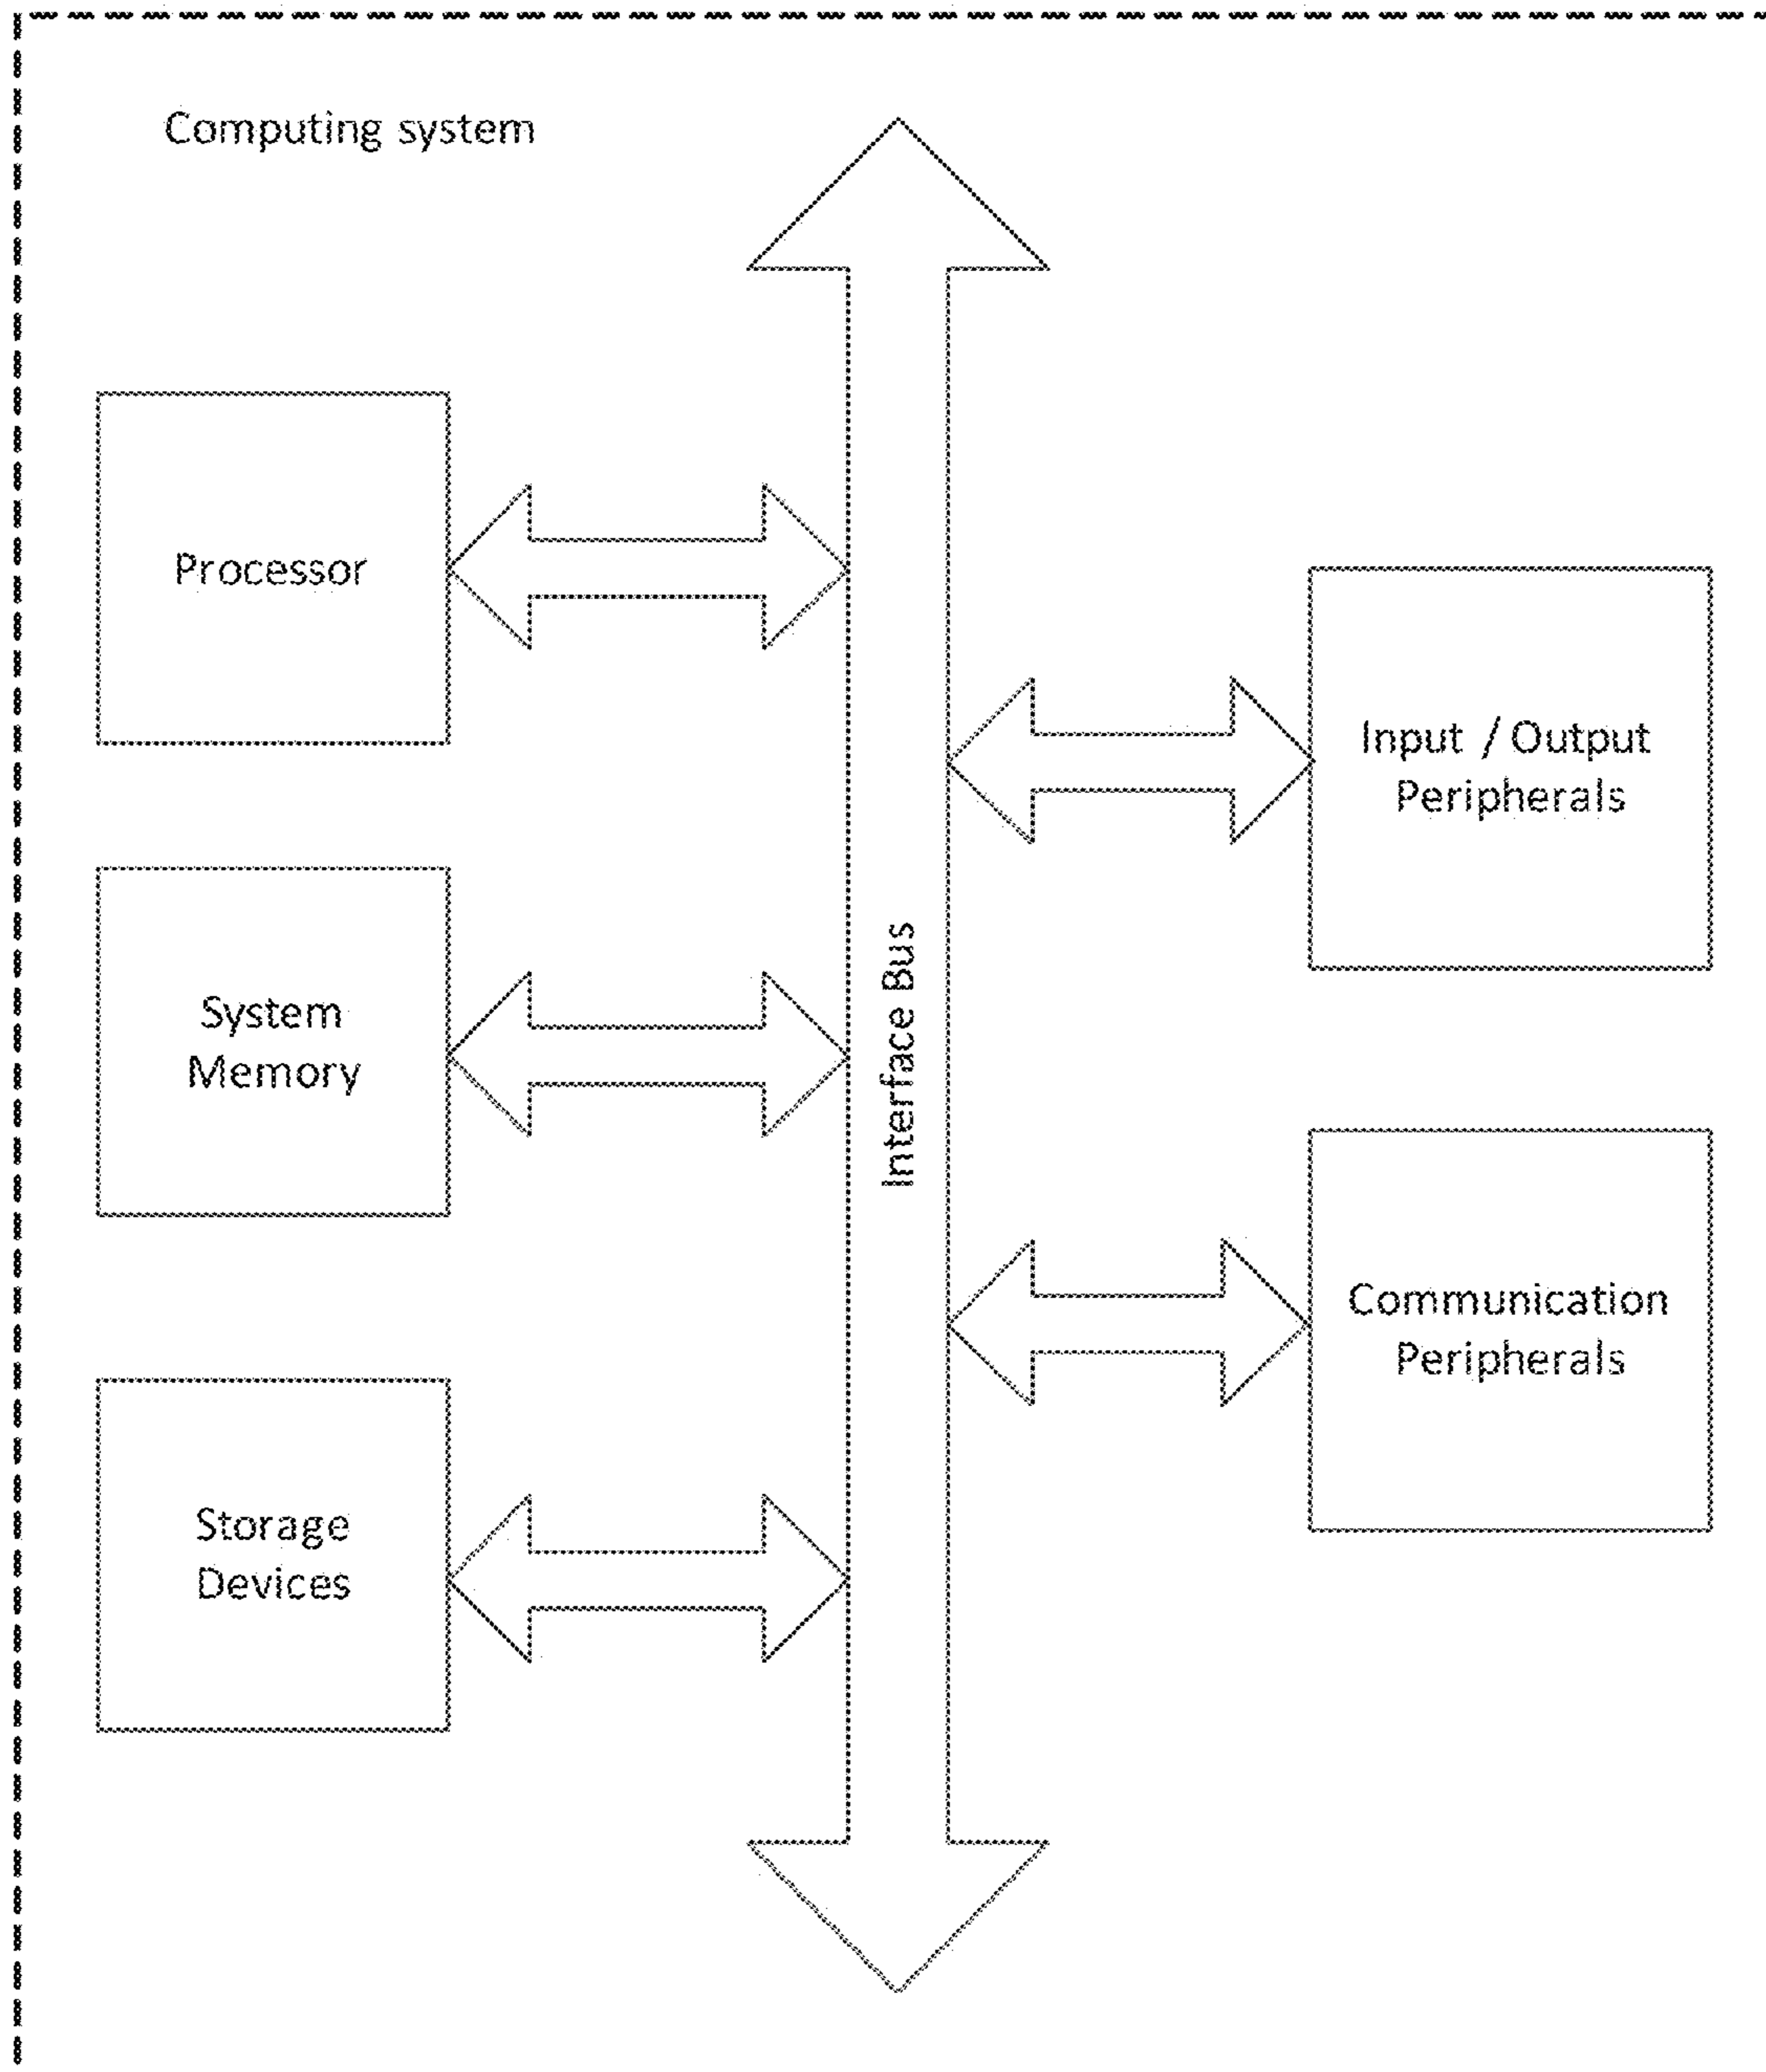 Computing system
Processor
Input / Output
Peripherals
System
Memory
Interface Bus
Communication
Peripherals
Storage
Devices